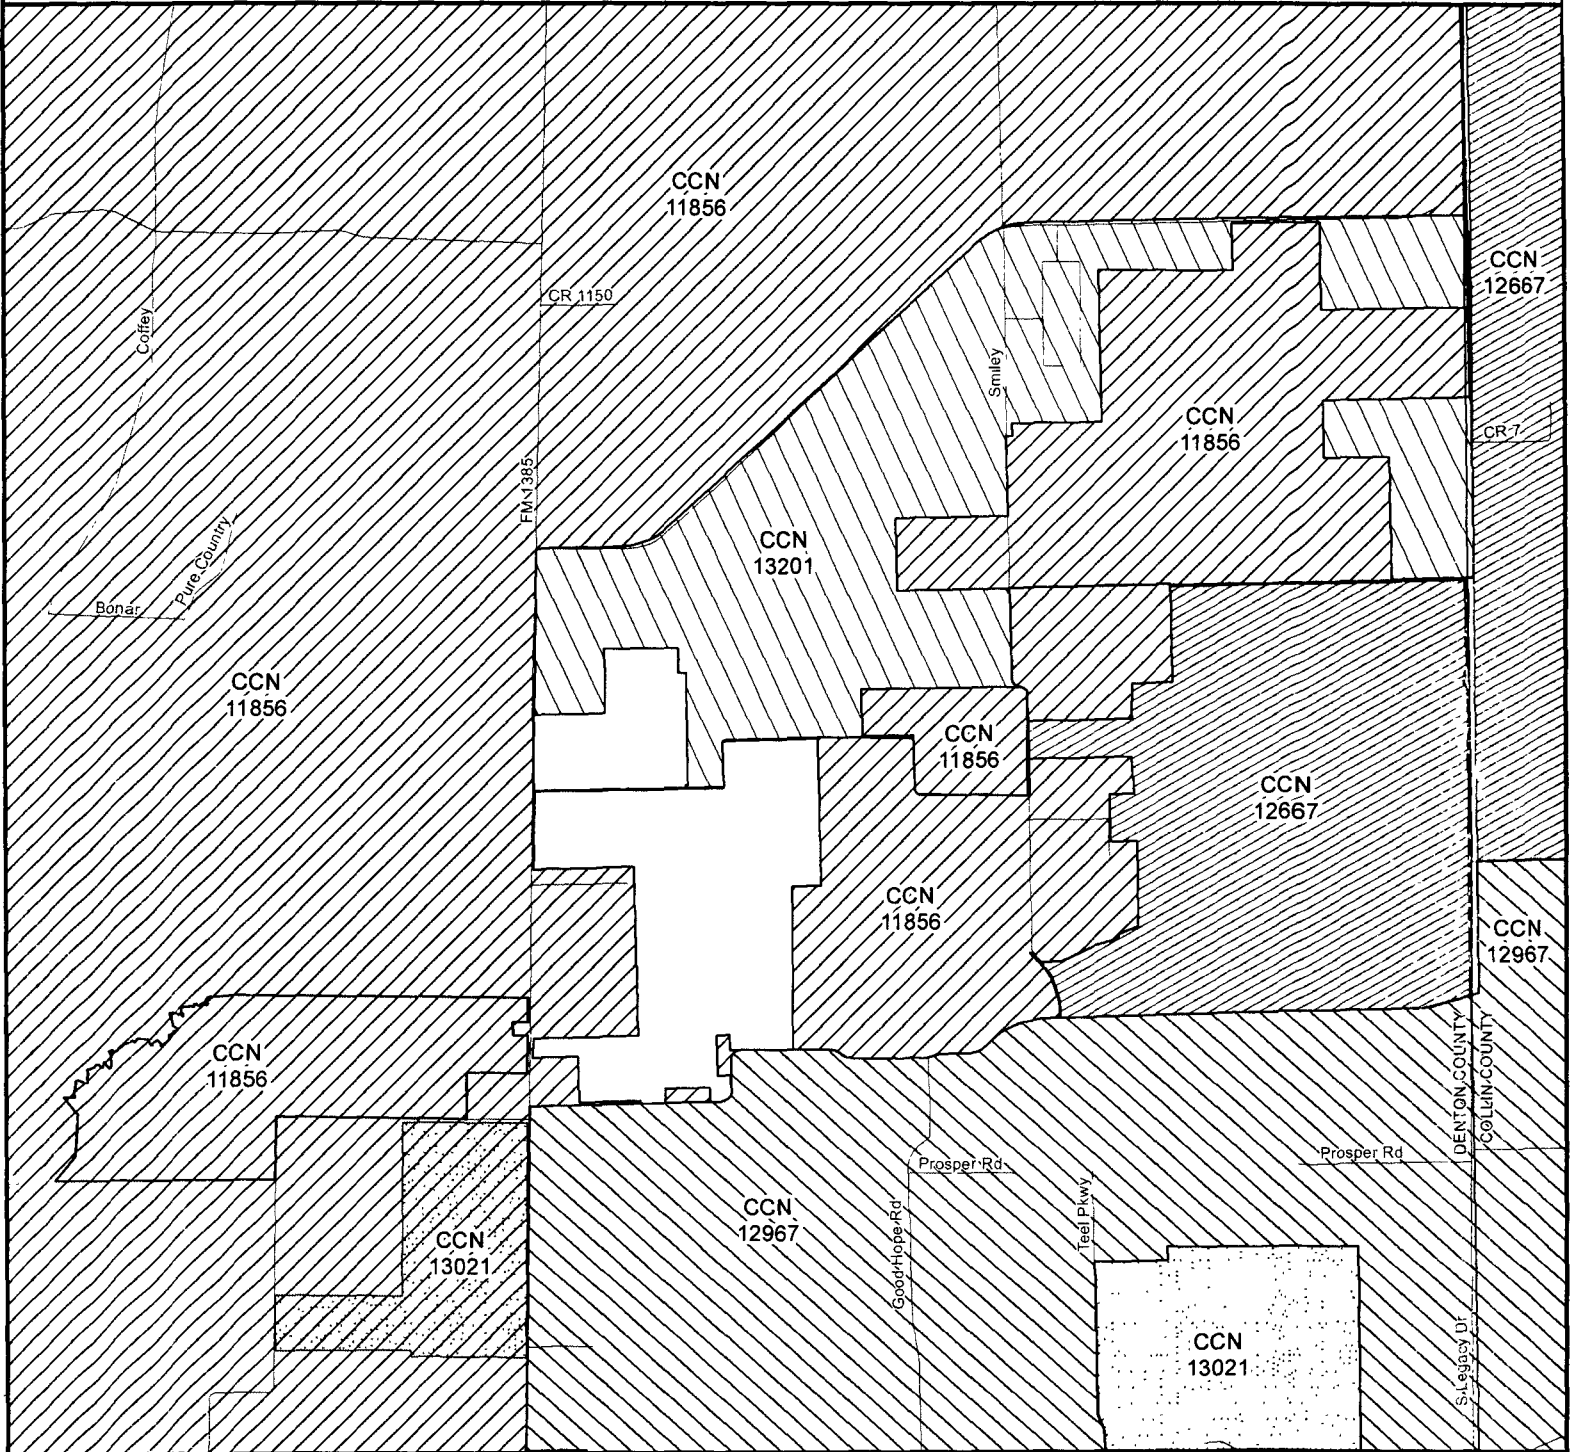 CCN
11856
CCN
12667
CR 1150
Coffey
Smiley
CCN
11856
CR 7
FM 1385
CCN
13201
Pure Country
Bonar
CCN
11856
CCN
11856
CCN
12667
CCN
11856
CCN
12967
CCN
11856
DENTON COUNTY
COLLIN COUNTY
Prosper Rd
Prosper Rd
CCN
12967
Good Hope Rd
Teel Pkwy
CCN
13021
CCN
13021
S Legacy Dr